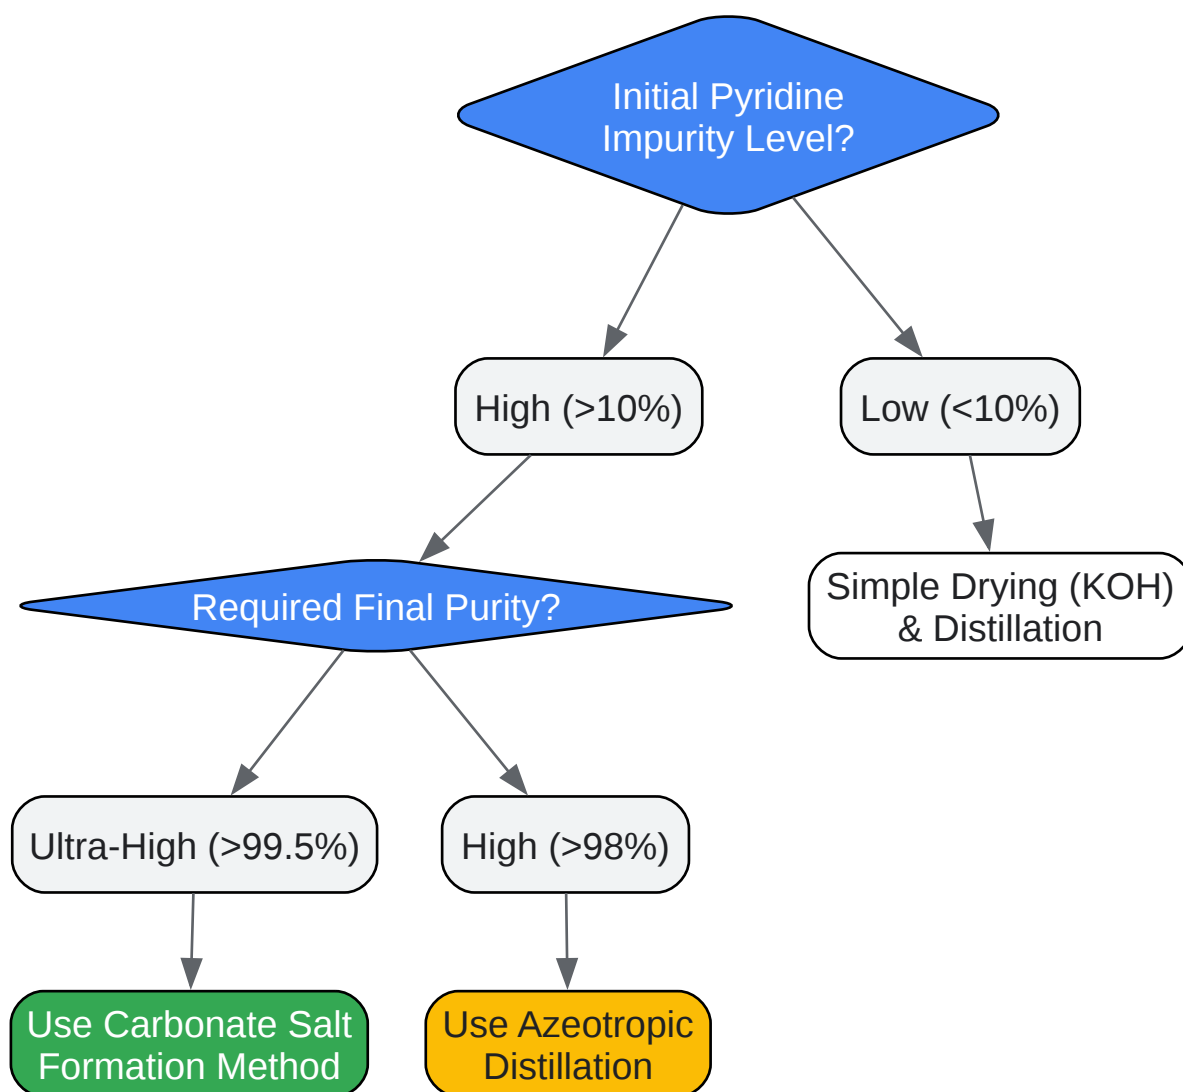 Initial Pyridine
Impurity Level?
High (>10%)
Low (<10%)
Simple Drying (KOH)
& Distillation
Required Final Purity?
Ultra-High (>99.5%)
High (>98%)
Use Carbonate Salt
Formation Method
Use Azeotropic
Distillation